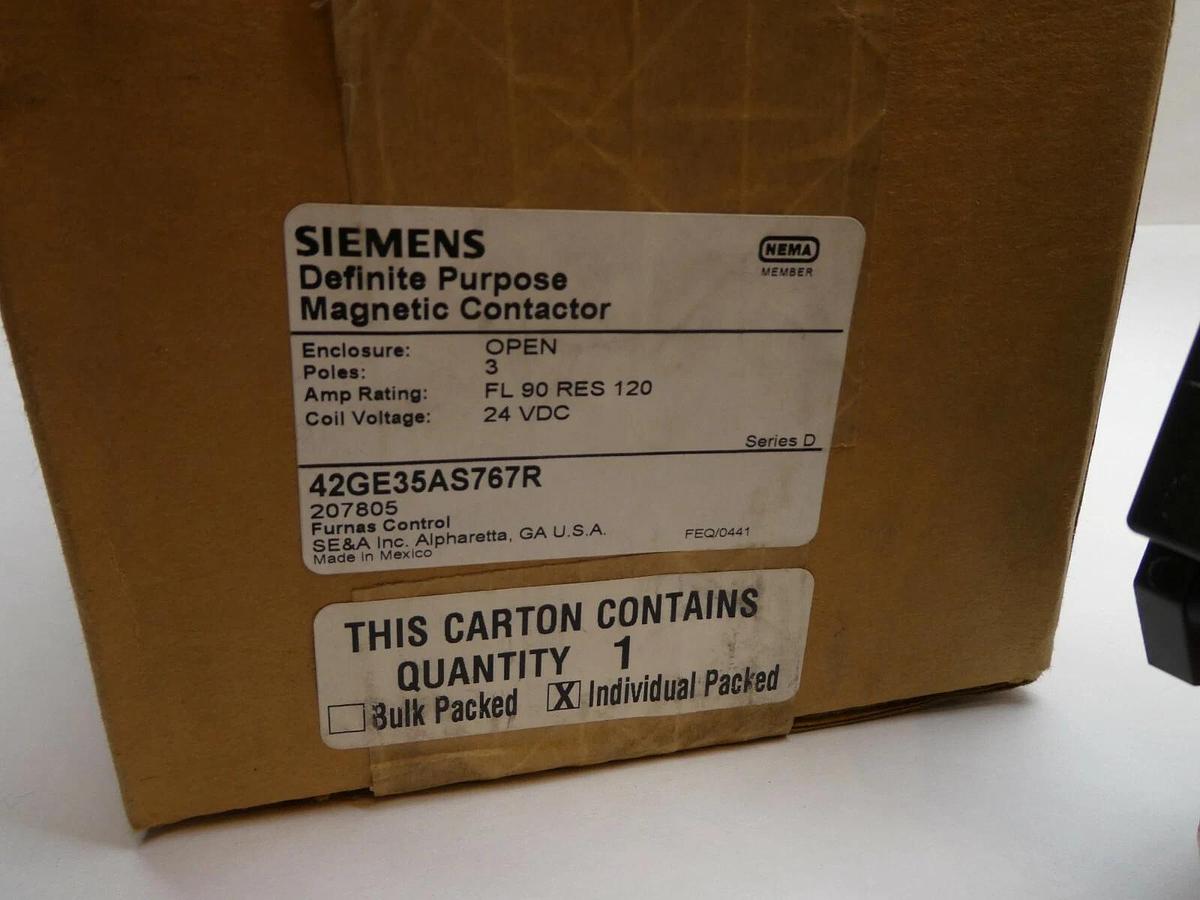 SIEMENS
NEMA
MEMBER
Definite Purpose
Magnetic Contactor
Enclosure: OPEN
Poles: 3
Amp Rating: FL 90 RES 120
Coil Voltage: 24 VDC
Series D
42GE35AS767R
207805
Furnas Control
SE&A Inc. Alpharetta, GA U.S.A. FEQ/0441
Made in Mexico
THIS CARTON CONTAINS
QUANTITY 1
Bulk Packed X Individual Packed